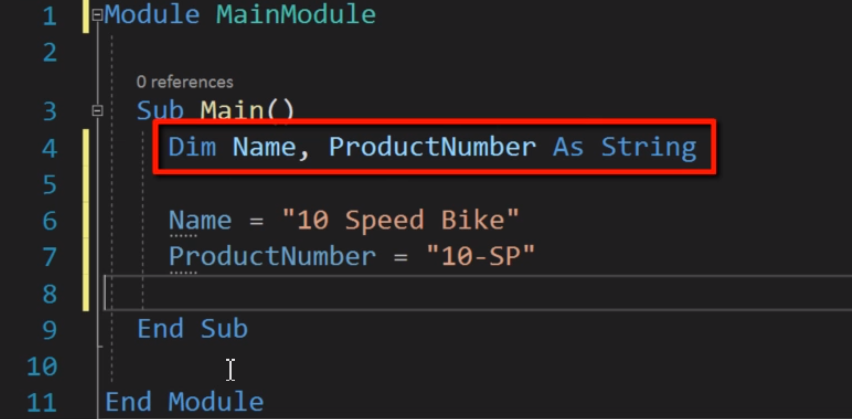 1 Module MainModule
2
0 references
3 Sub Main()
4 Dim Name, ProductNumber As String
5
6 Name = "10 Speed Bike"
7 ProductNumber = "10-SP"
8
9 End Sub
10
11 End Module